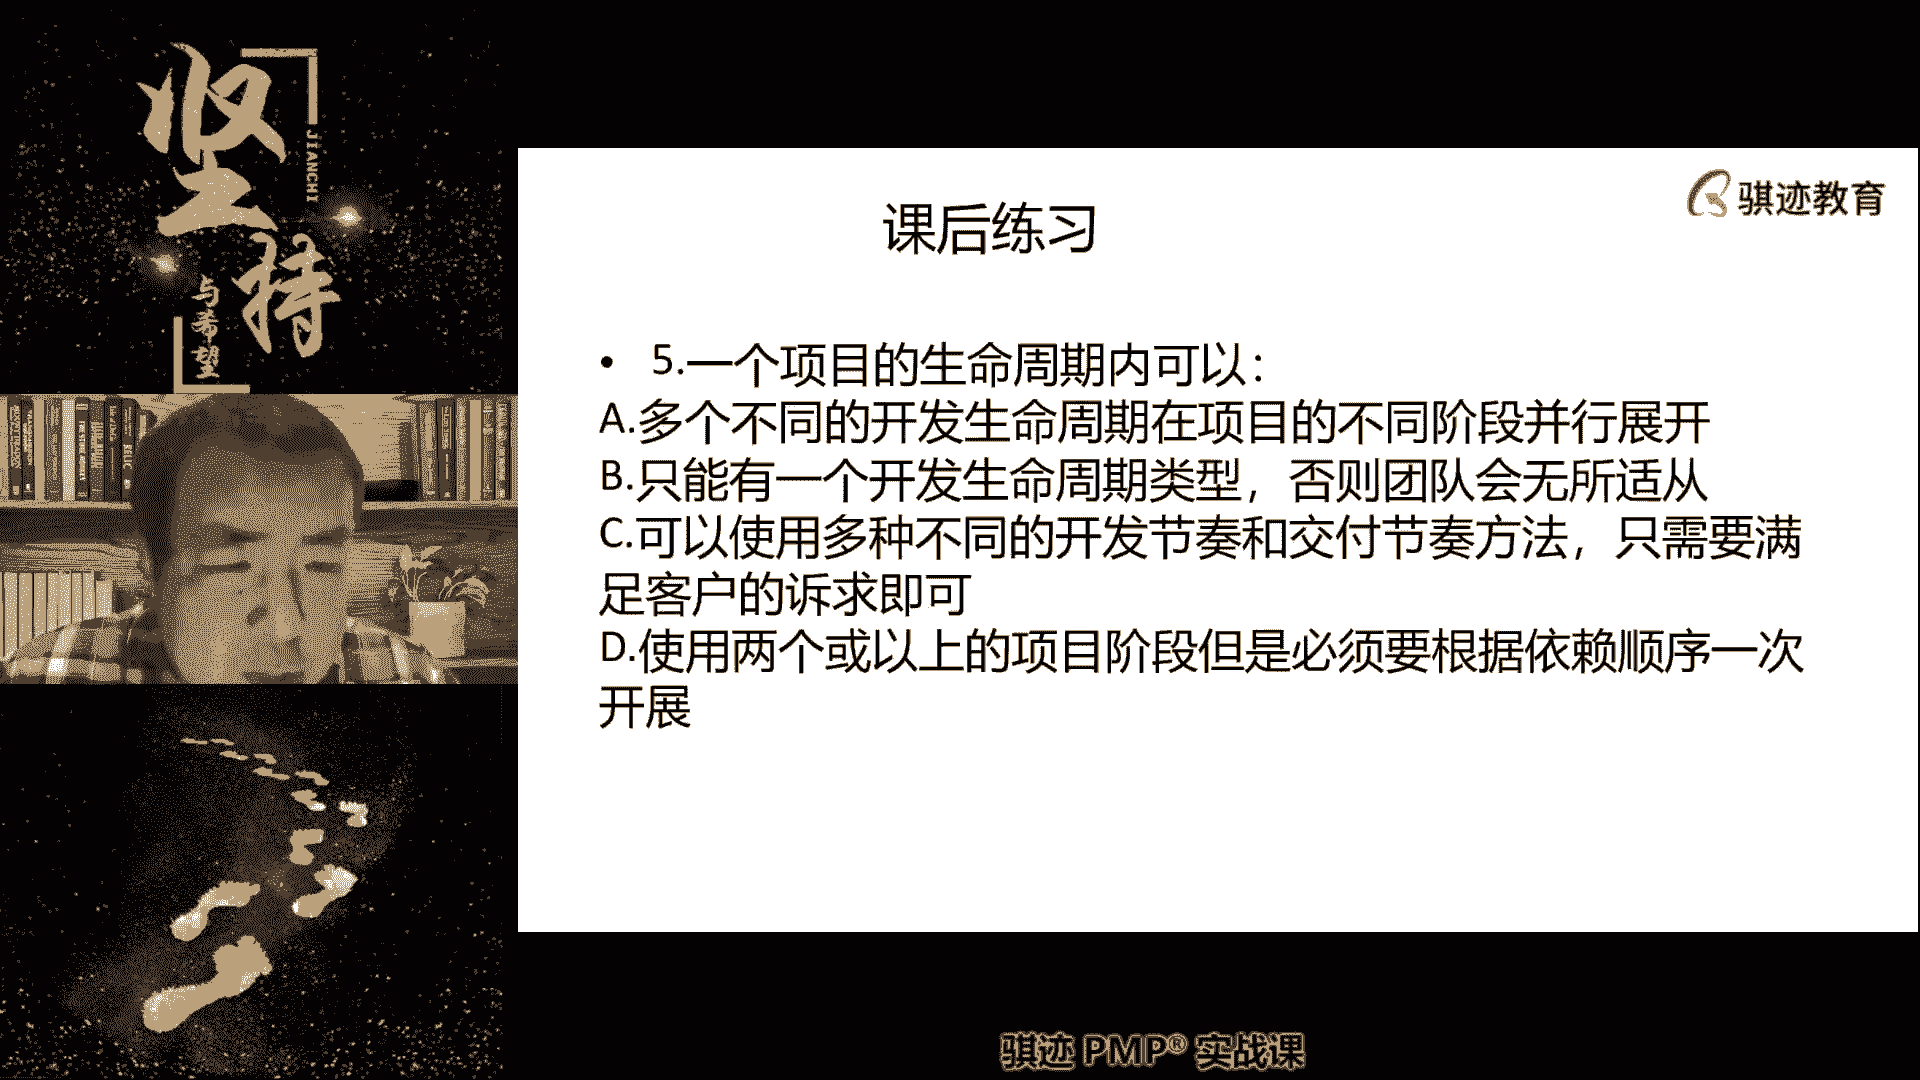 坚持
JIANCHI
与希望
骐迹教育
课后练习
• 5.一个项目的生命周期内可以：
A.多个不同的开发生命周期在项目的不同阶段并行展开
B.只能有一个开发生命周期类型，否则团队会无所适从
C.可以使用多种不同的开发节奏和交付节奏方法，只需要满
足客户的诉求即可
D.使用两个或以上的项目阶段但是必须要根据依赖顺序一次
开展
骐迹 PMP® 实战课